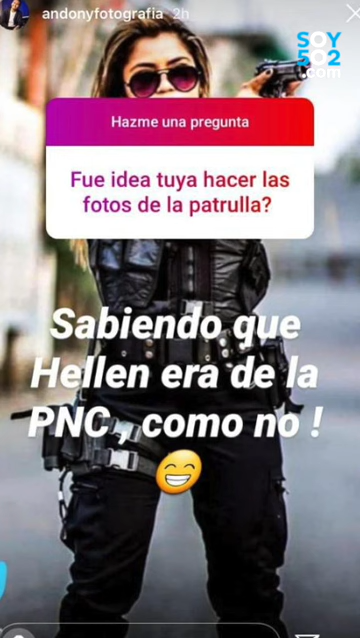 andonyfotografia 2h
SOY
502
.com
Hazme una pregunta
Fue idea tuya hacer las
fotos de la patrulla?
Sabiendo que
Hellen era de la
PNC , como no !